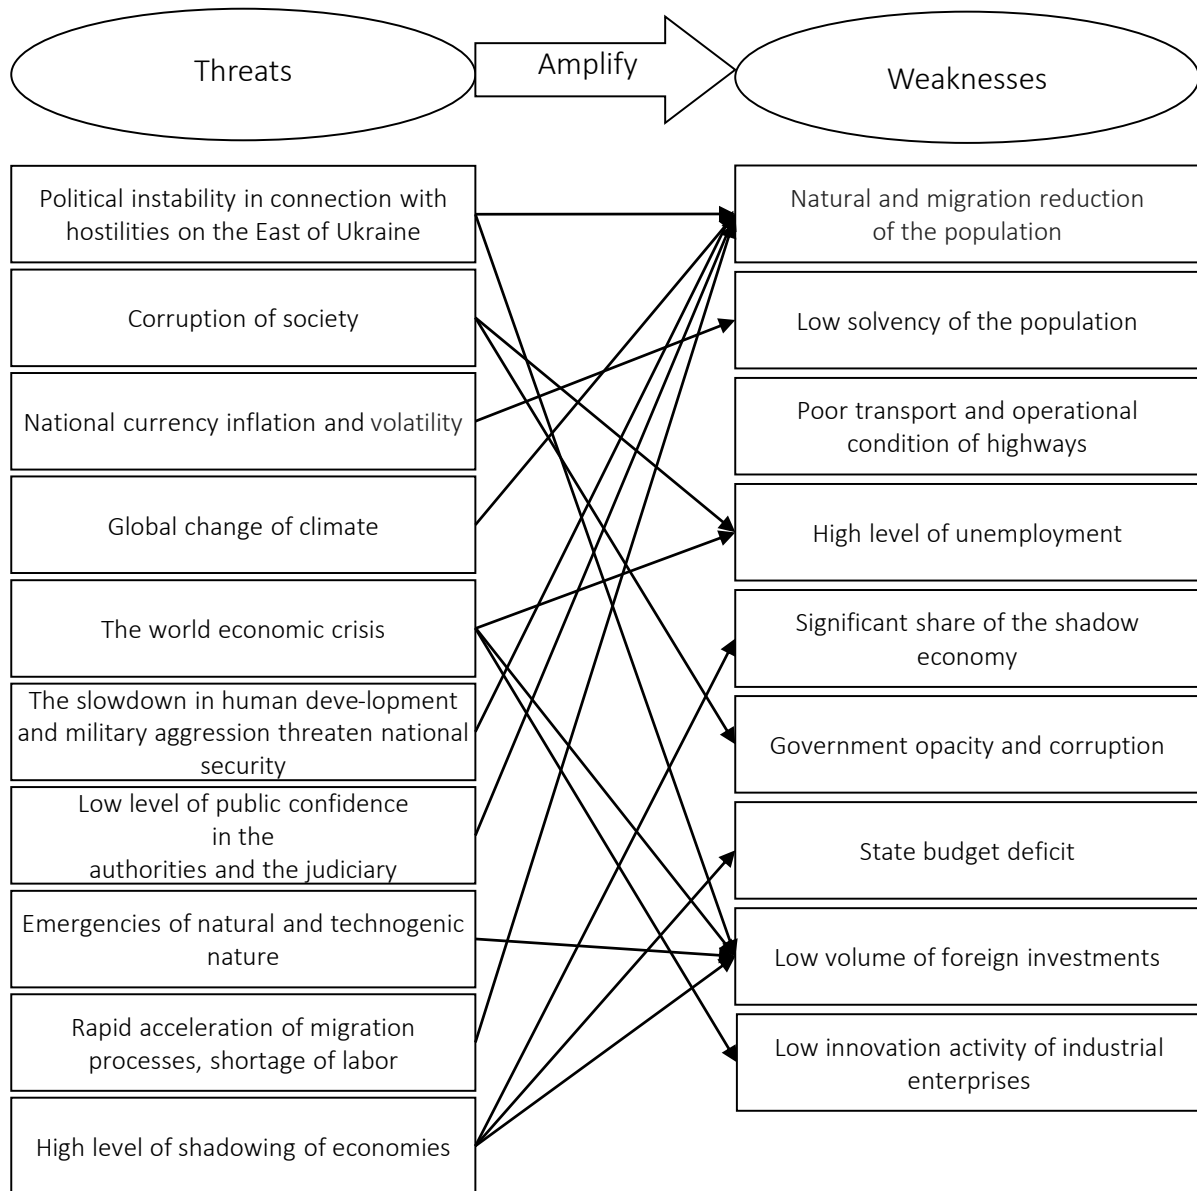 Threats
Amplify
Weaknesses
Political instability in connection with
hostilities on the East of Ukraine
Corruption of society
National currency inflation and volatility
Global change of climate
The world economic crisis
The slowdown in human deve-lopment
and military aggression threaten national
security
Low level of public confidence
in the
authorities and the judiciary
Emergencies of natural and technogenic
nature
Rapid acceleration of migration
processes, shortage of labor
High level of shadowing of economies
Natural and migration reduction
of the population
Low solvency of the population
Poor transport and operational
condition of highways
High level of unemployment
Significant share of the shadow
economy
Government opacity and corruption
State budget deficit
Low volume of foreign investments
Low innovation activity of industrial
enterprises